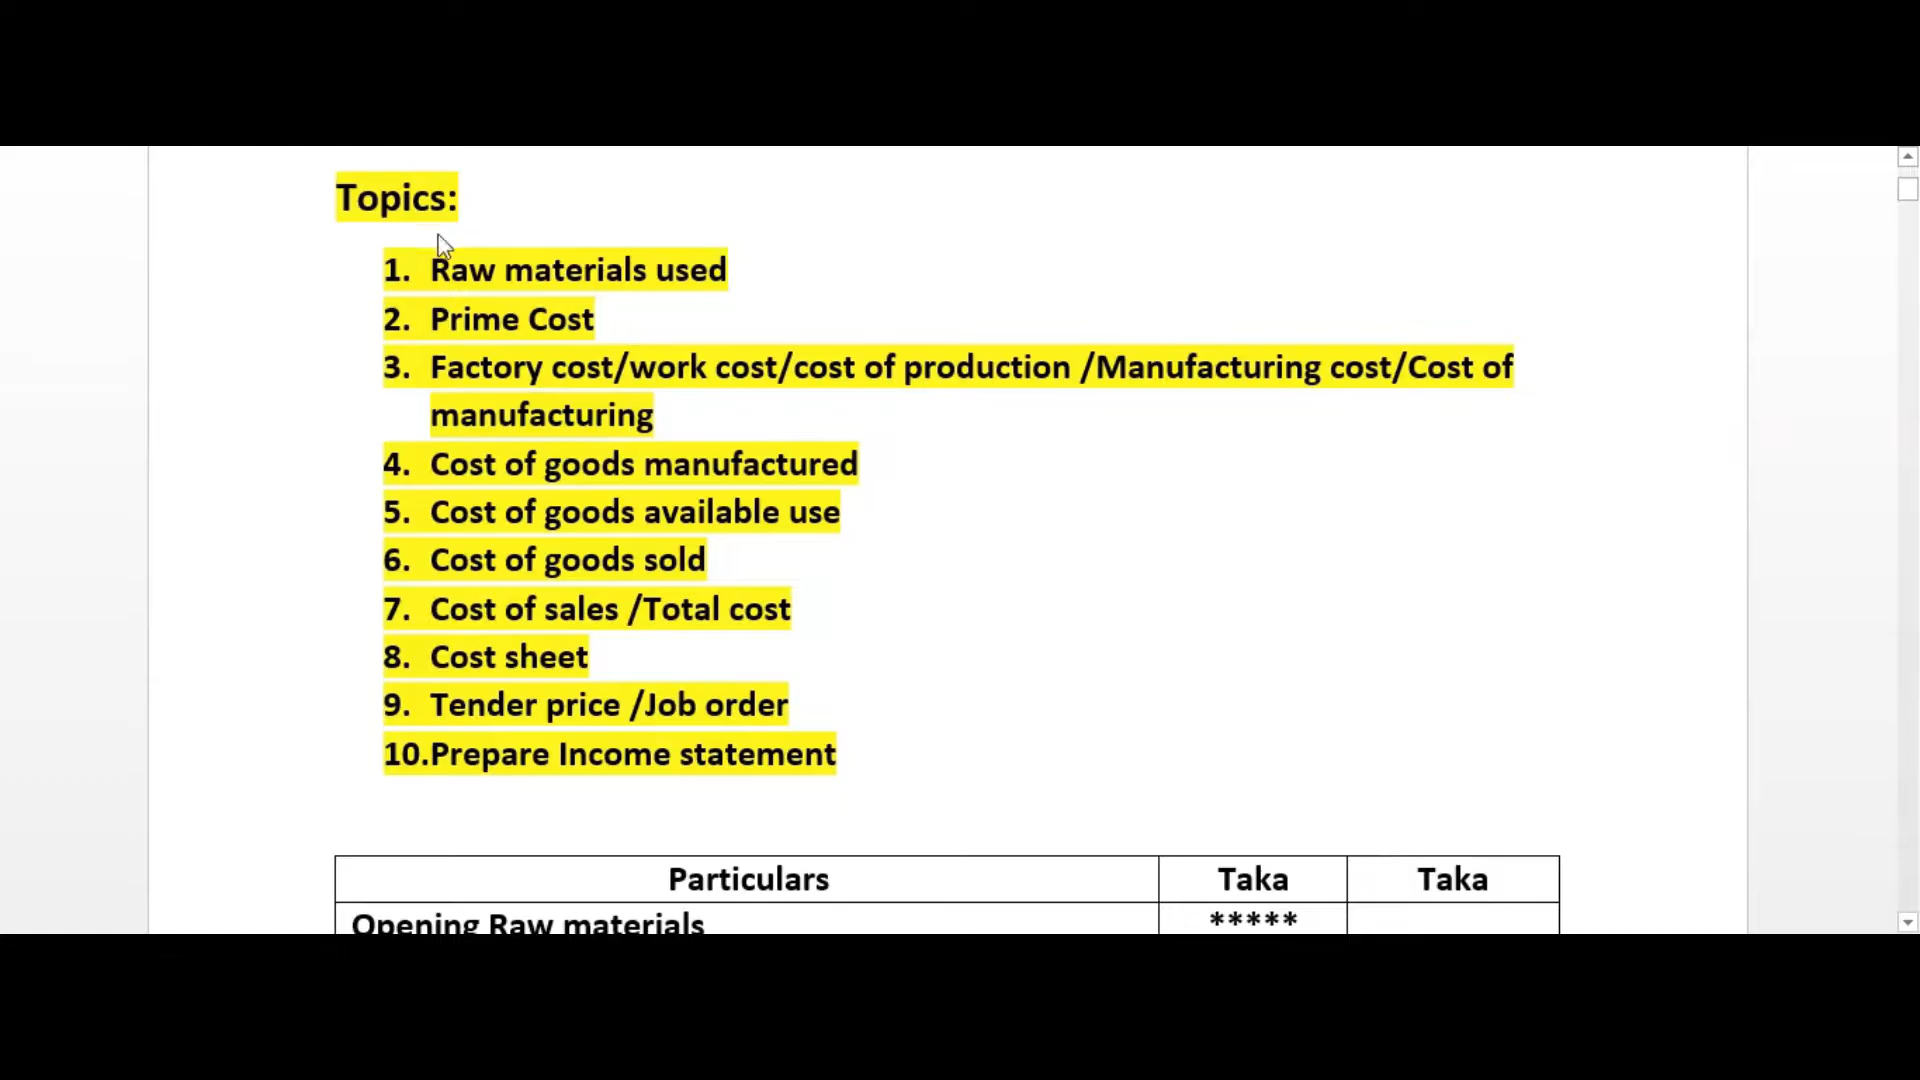 Topics:
1. Raw materials used
2. Prime Cost
3. Factory cost/work cost/cost of production /Manufacturing cost/Cost of
manufacturing
4. Cost of goods manufactured
5. Cost of goods available use
6. Cost of goods sold
7. Cost of sales /Total cost
8. Cost sheet
9. Tender price /Job order
10.Prepare Income statement
Particulars Taka Taka
Opening Raw materials *****